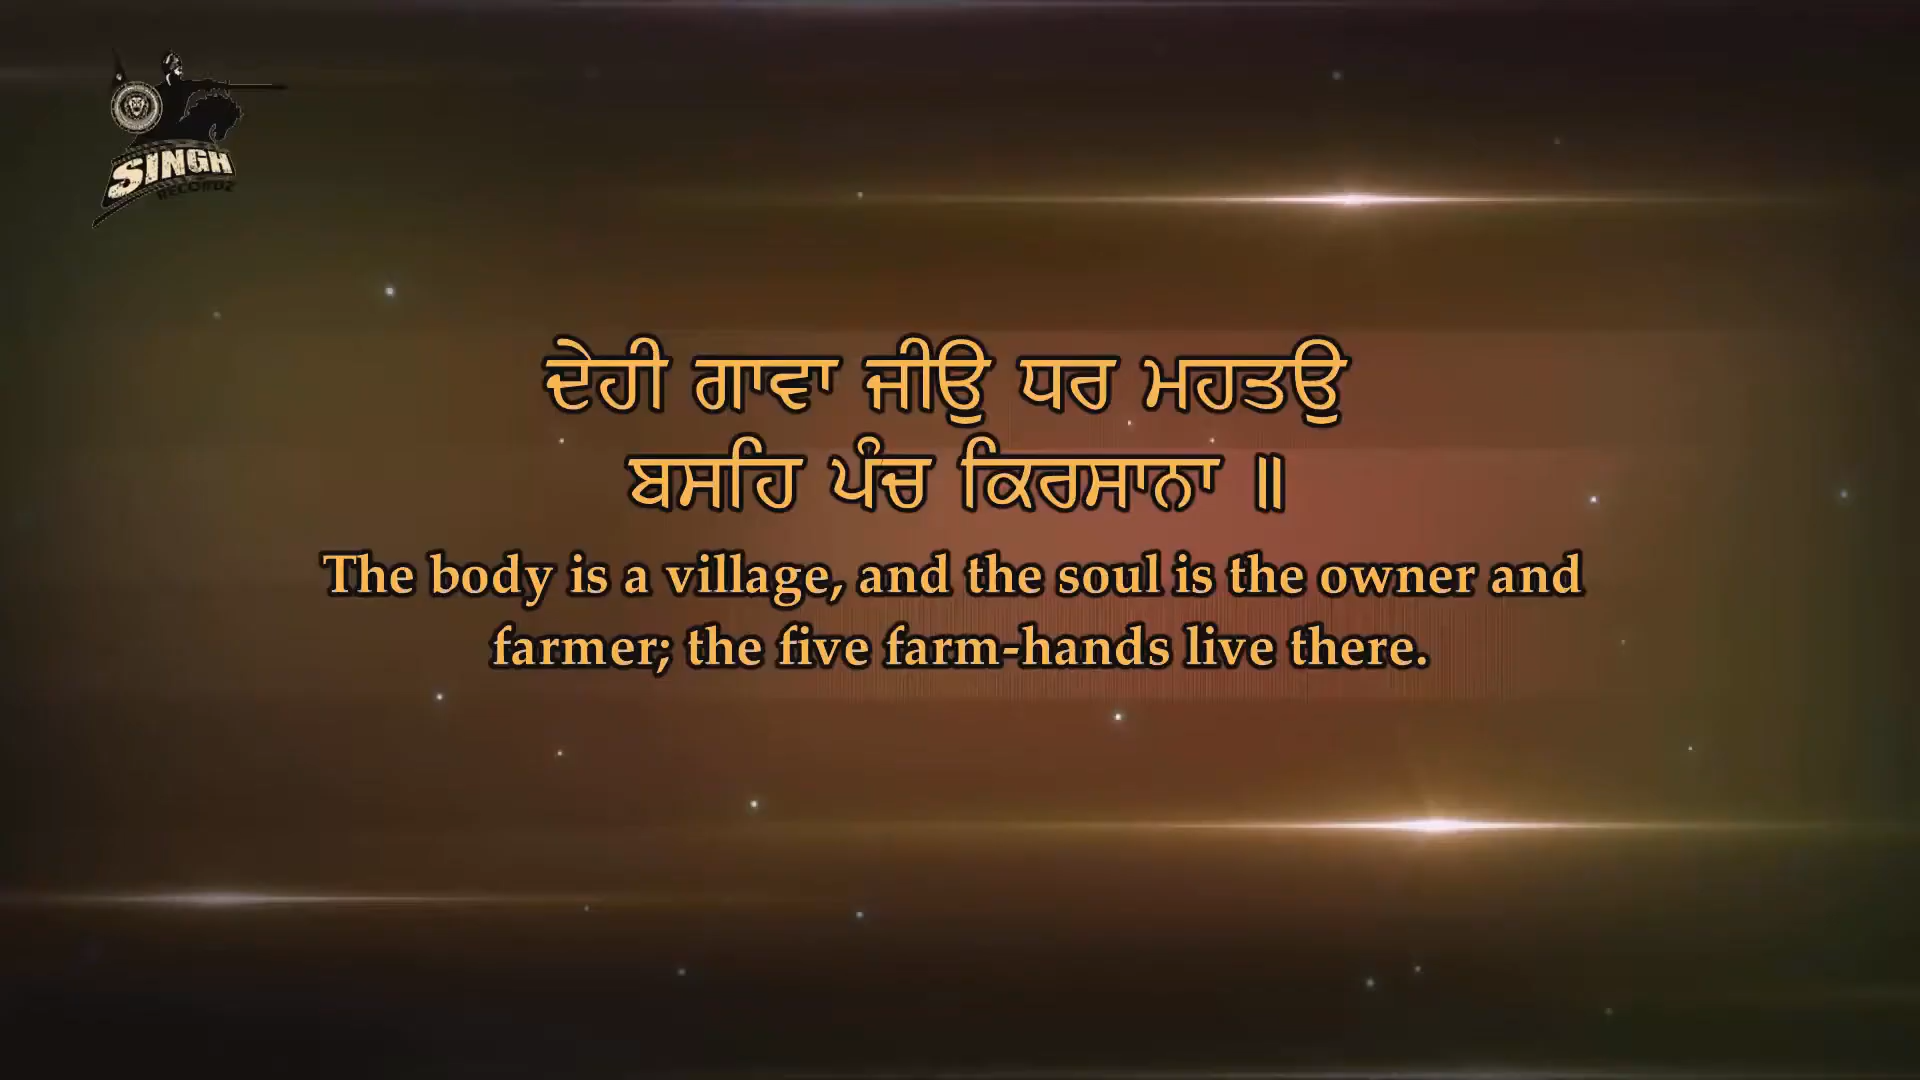 SINGH
RECORDZ
ਦੇਹੀ ਗਾਵਾ ਜੀਉ ਧਰ ਮਹਤਉ
ਬਸਹਿ ਪੰਚ ਕਿਰਸਾਨਾ ॥
The body is a village, and the soul is the owner and
farmer; the five farm-hands live there.